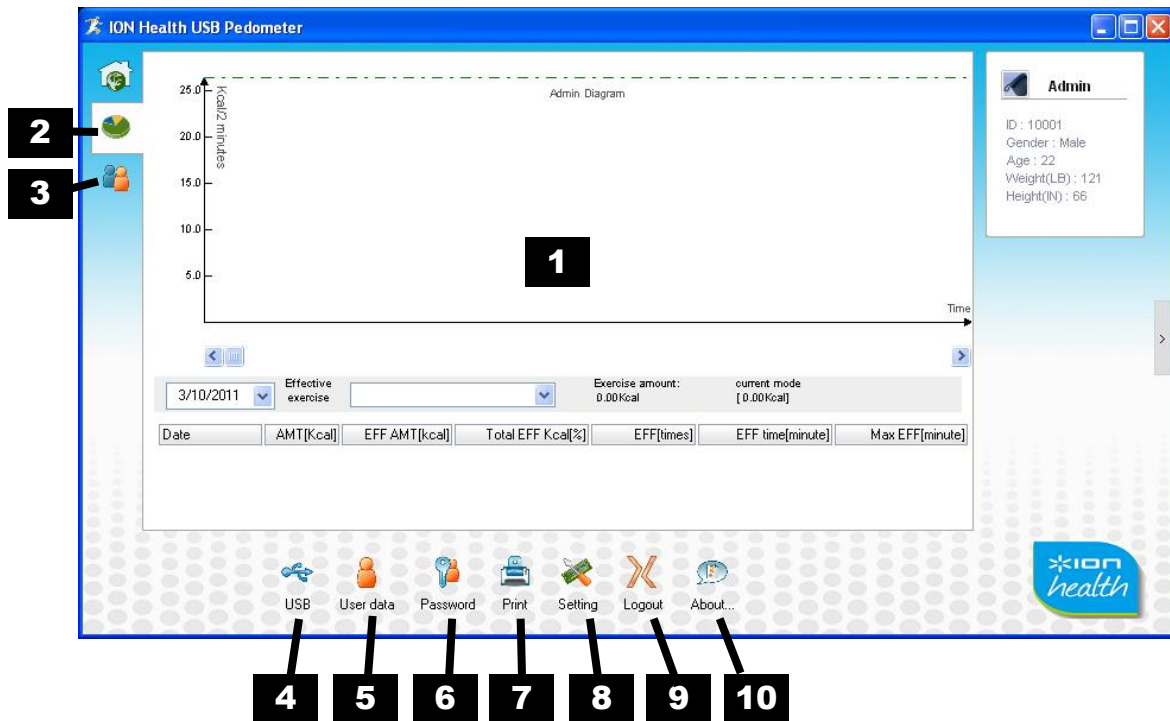 ION Health USB Pedometer
25.0
20.0
15.0
10.0
5.0
Kcal/2 minutes
Admin Diagram
Time
Admin
ID : 10001
Gender : Male
Age : 22
Weight(LB) : 121
Height(IN) : 66
2
3
1
3/10/2011
Effective
exercise
Exercise amount:
0.00Kcal
current mode
[ 0.00Kcal]
Date AMT[Kcal] EFF AMT[kcal] Total EFF Kcal[%] EFF[times] EFF time[minute] Max EFF[minute]
USB User data Password Print Setting Logout About...
ion
health
4 5 6 7 8 9 10